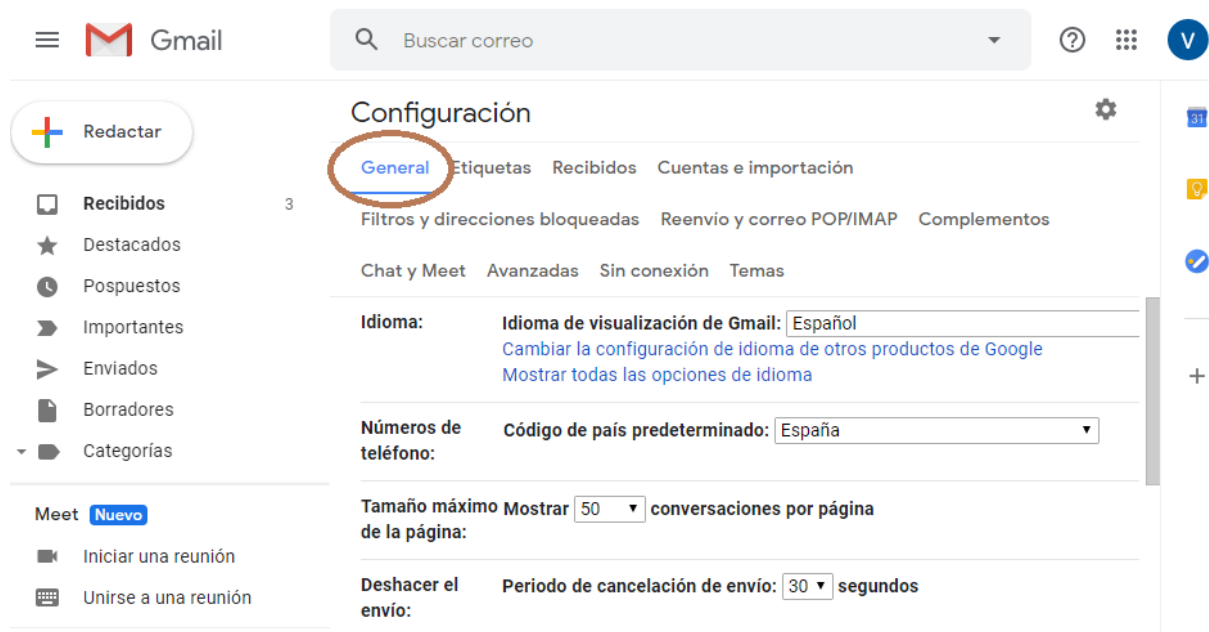 Gmail
Buscar correo
V
Redactar
Recibidos 3
Destacados
Pospuestos
Importantes
Enviados
Borradores
Categorías
Meet Nuevo
Iniciar una reunión
Unirse a una reunión
Configuración
General Etiquetas Recibidos Cuentas e importación
Filtros y direcciones bloqueadas Reenvío y correo POP/IMAP Complementos
Chat y Meet Avanzadas Sin conexión Temas
Idioma: Idioma de visualización de Gmail: Español
Cambiar la configuración de idioma de otros productos de Google
Mostrar todas las opciones de idioma
Números de teléfono: Código de país predeterminado: España
Tamaño máximo de la página: Mostrar 50 conversaciones por página
Deshacer el envío: Periodo de cancelación de envío: 30 segundos
31